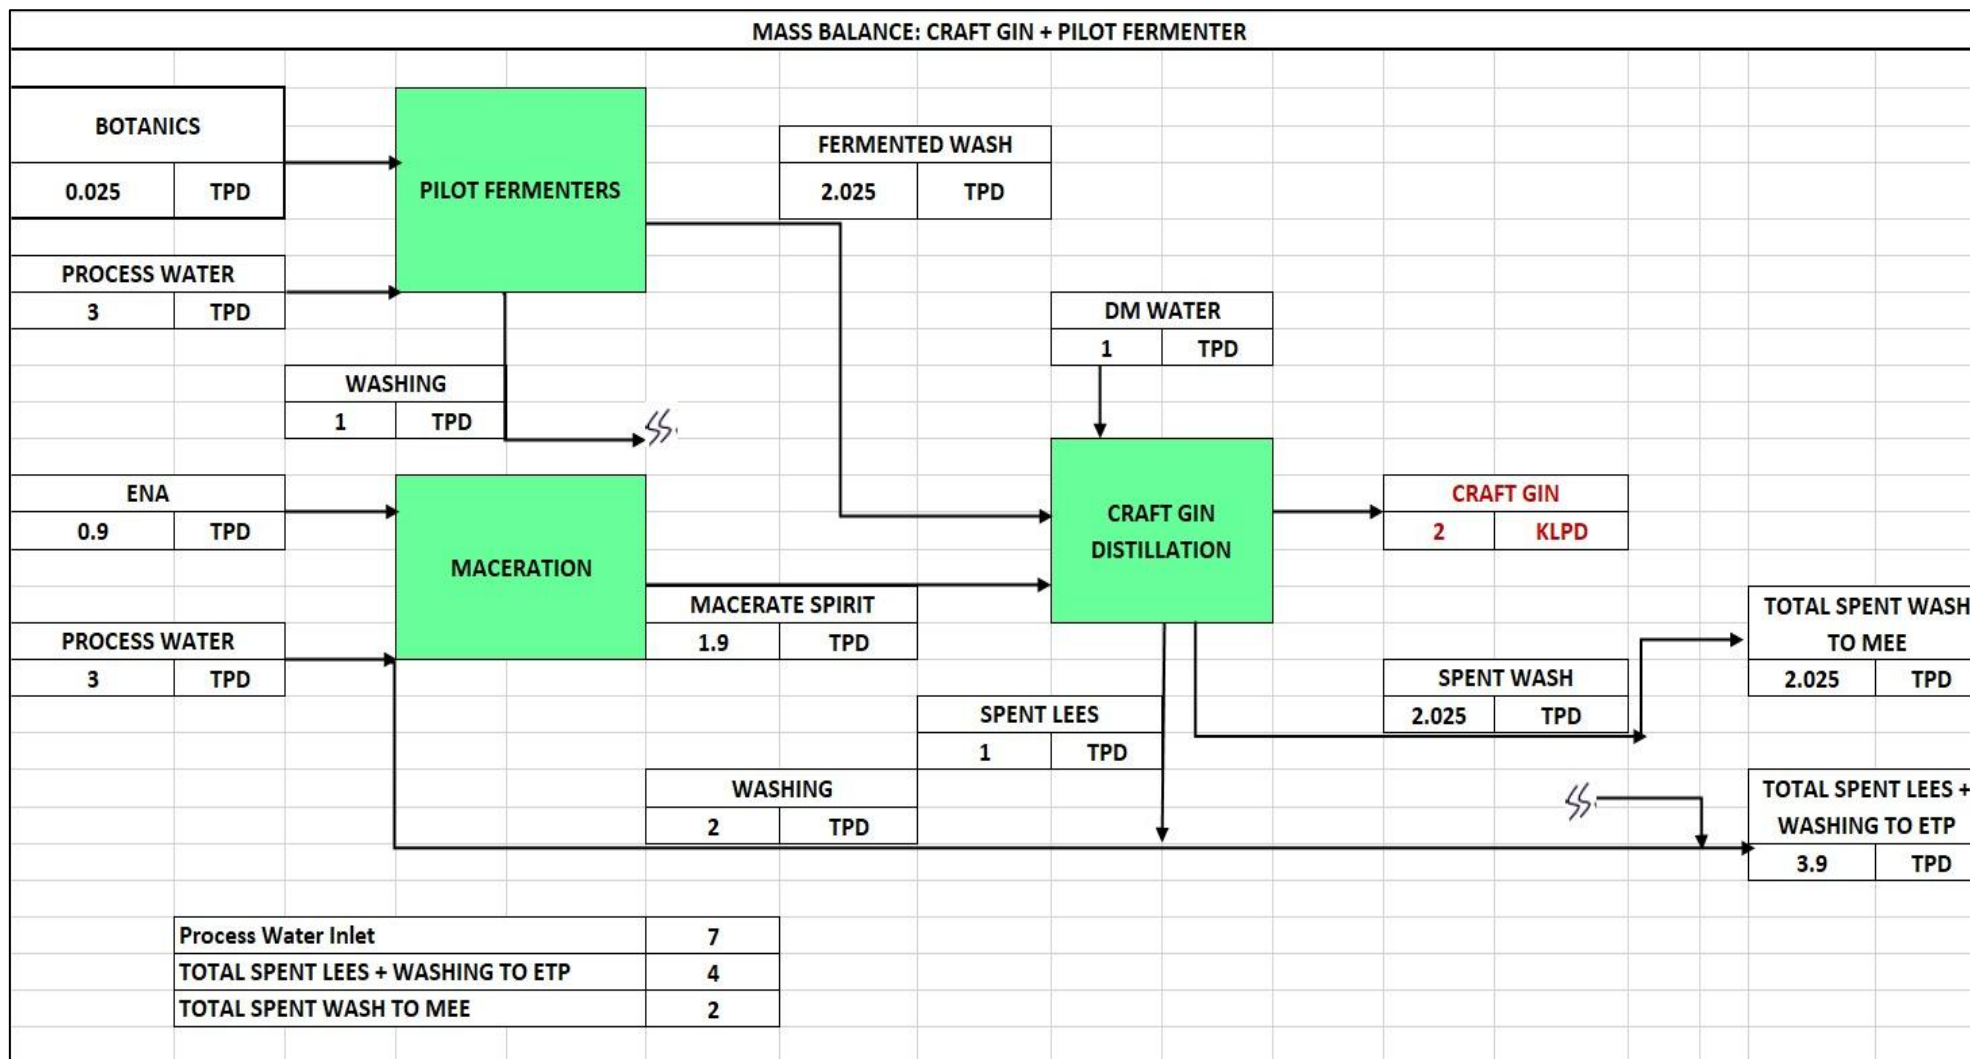 MASS BALANCE: CRAFT GIN + PILOT FERMENTER
BOTANICS
0.025 TPD
PILOT FERMENTERS
FERMENTED WASH
2.025 TPD
PROCESS WATER
3 TPD
DM WATER
1 TPD
WASHING
1 TPD
ENA
0.9 TPD
MACERATION
CRAFT GIN
DISTILLATION
CRAFT GIN
2 KLPD
MACERATE SPIRIT
1.9 TPD
PROCESS WATER
3 TPD
TOTAL SPENT WASH
TO MEE
2.025 TPD
SPENT WASH
2.025 TPD
SPENT LEES
1 TPD
WASHING
2 TPD
TOTAL SPENT LEES +
WASHING TO ETP
3.9 TPD
Process Water Inlet 7
TOTAL SPENT LEES + WASHING TO ETP 4
TOTAL SPENT WASH TO MEE 2